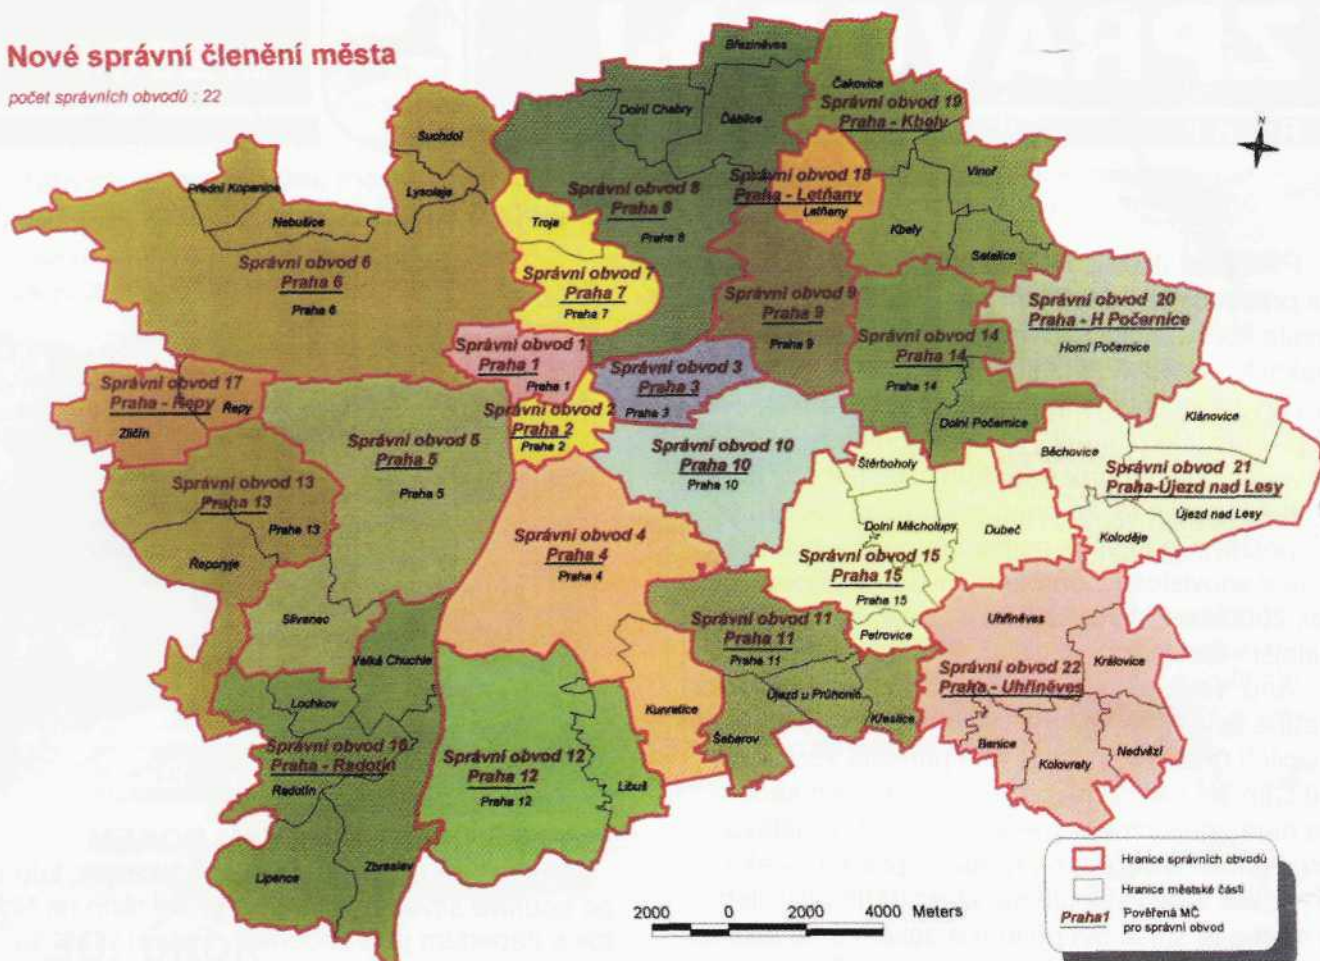 Nové správní členění města
počet správních obvodů : 22
N
Březiněves
Čakovice
Správní obvod 19
Praha - Kbely
Dolní Chabry
Ďáblice
Suchdol
Vinoř
Správní obvod 18
Praha - Letňany
Letňany
Přední Kopanina
Lysolaje
Správní obvod 8
Praha 8
Praha 8
Nebušice
Troja
Kbely
Satalice
Správní obvod 6
Praha 6
Praha 6
Správní obvod 7
Praha 7
Praha 7
Správní obvod 9
Praha 9
Praha 9
Správní obvod 20
Praha - H Počernice
Horní Počernice
Správní obvod 14
Praha 14
Praha 14
Správní obvod 1
Praha 1
Praha 1
Správní obvod 3
Praha 3
Praha 3
Správní obvod 17
Praha - Řepy
Řepy
Zličín
Správní obvod 2
Praha 2
Praha 2
Klánovice
Dolní Počernice
Správní obvod 5
Praha 5
Praha 5
Správní obvod 10
Praha 10
Praha 10
Běchovice
Štěrboholy
Správní obvod 21
Praha-Újezd nad Lesy
Újezd nad Lesy
Správní obvod 13
Praha 13
Praha 13
Dolní Měcholupy
Dubeč
Koloděje
Správní obvod 4
Praha 4
Praha 4
Řeporyje
Správní obvod 15
Praha 15
Praha 15
Slivenec
Petrovice
Uhříněves
Správní obvod 11
Praha 11
Praha 11
Velká Chuchle
Královice
Správní obvod 22
Praha - Uhříněves
Újezd u Průhonic
Lochkov
Kunratice
Křeslice
Šeberov
Benice
Nedvězí
Kolovraty
Správní obvod 16
Praha - Radotín
Radotín
Správní obvod 12
Praha 12
Praha 12
Libuš
Zbraslav
Lipence
2000 0 2000 4000 Meters
Hranice správních obvodů
Hranice městské části
Praha1 Pověřená MČ
pro správní obvod